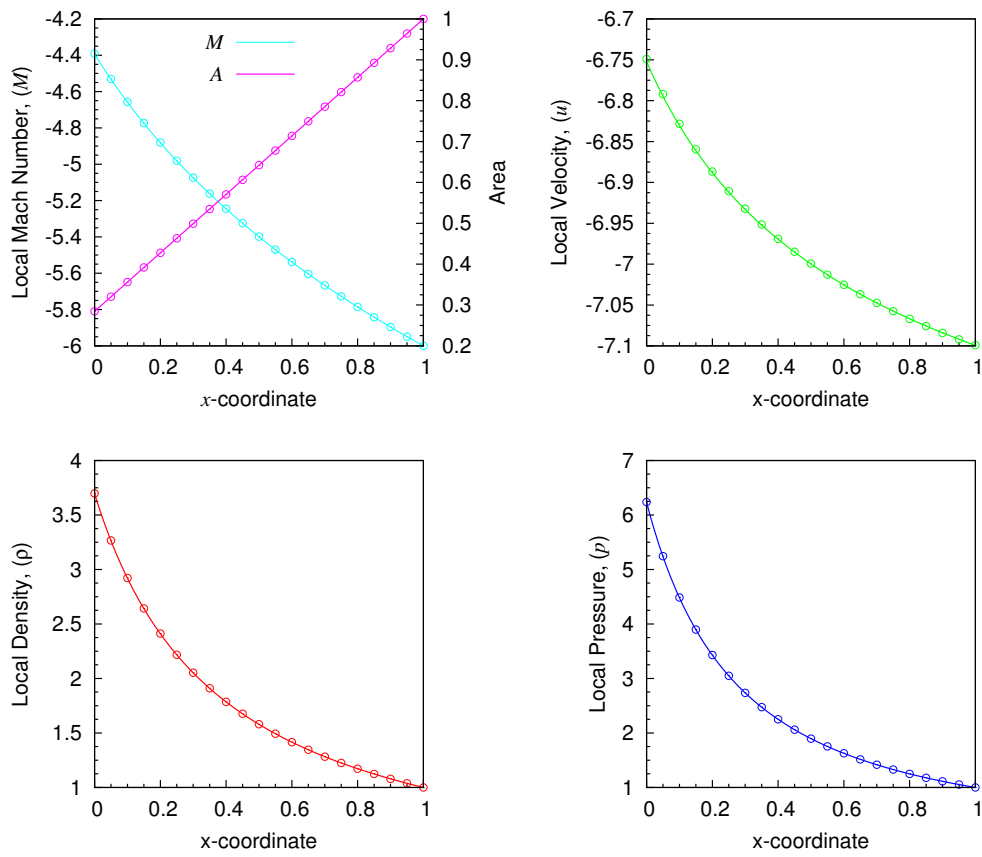 Local Mach Number, (M)
-4.2
-4.4
-4.6
-4.8
-5
-5.2
-5.4
-5.6
-5.8
-6
M
A
1
0.9
0.8
0.7
0.6
0.5
0.4
0.3
0.2
Area
0 0.2 0.4 0.6 0.8 1
x-coordinate
Local Velocity, (u)
-6.7
-6.75
-6.8
-6.85
-6.9
-6.95
-7
-7.05
-7.1
0 0.2 0.4 0.6 0.8 1
x-coordinate
Local Density, (ρ)
4
3.5
3
2.5
2
1.5
1
0 0.2 0.4 0.6 0.8 1
x-coordinate
Local Pressure, (p)
7
6
5
4
3
2
1
0 0.2 0.4 0.6 0.8 1
x-coordinate